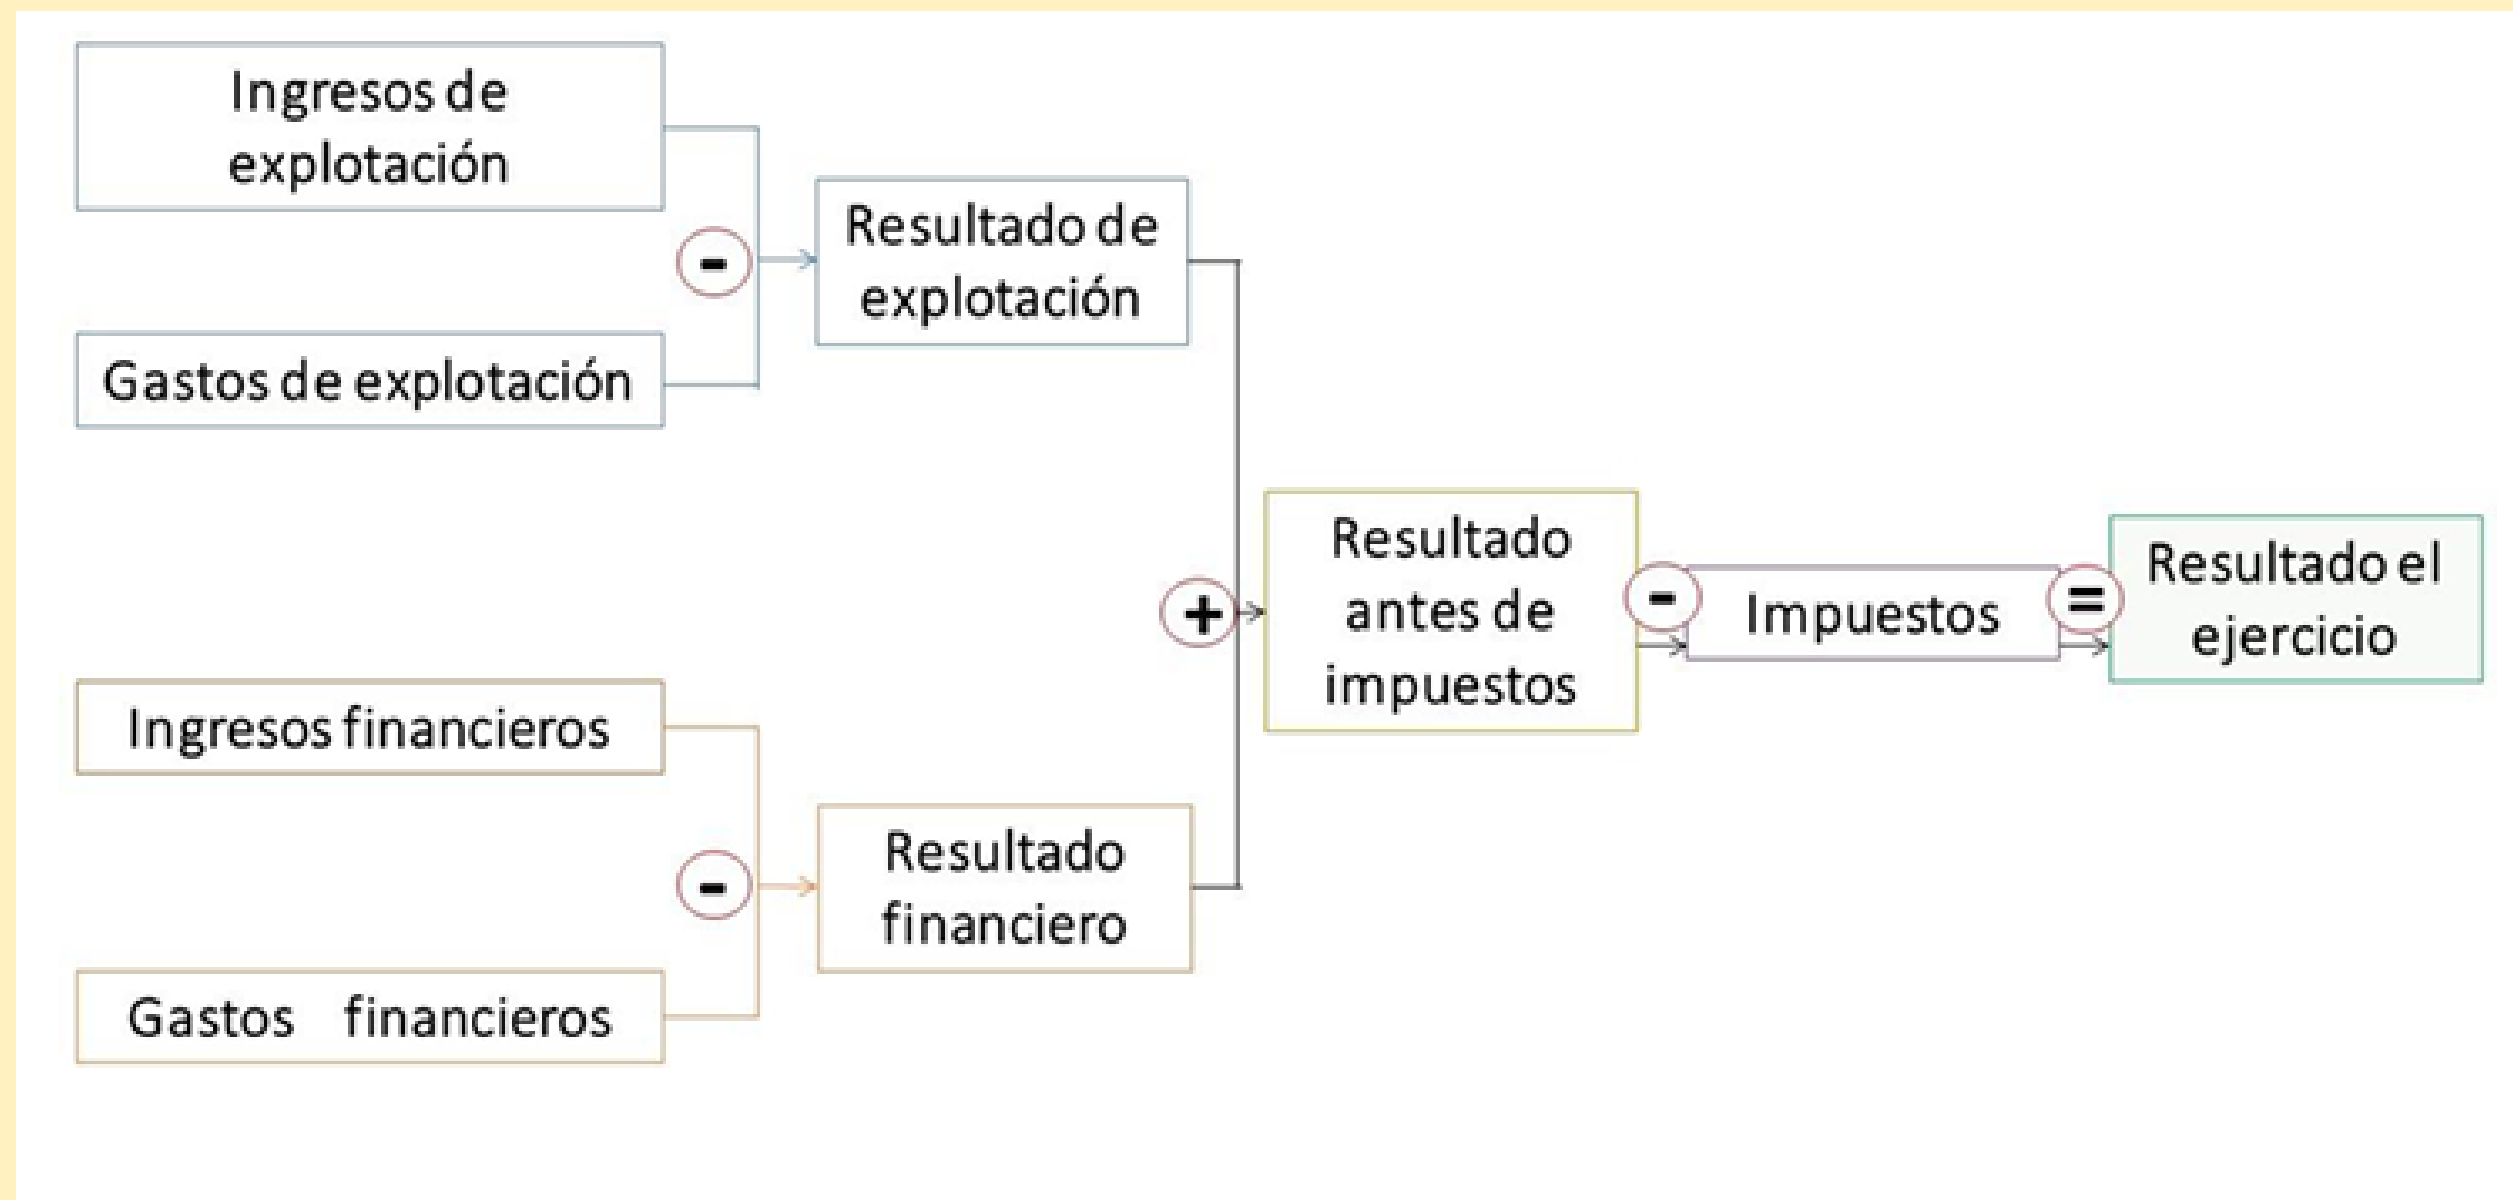 Ingresos de
explotación
-
Gastos de explotación
Resultado de
explotación
Ingresos financieros
-
Gastos financieros
Resultado
financiero
+
Resultado
antes de
impuestos
-
Impuestos
=
Resultado el
ejercicio